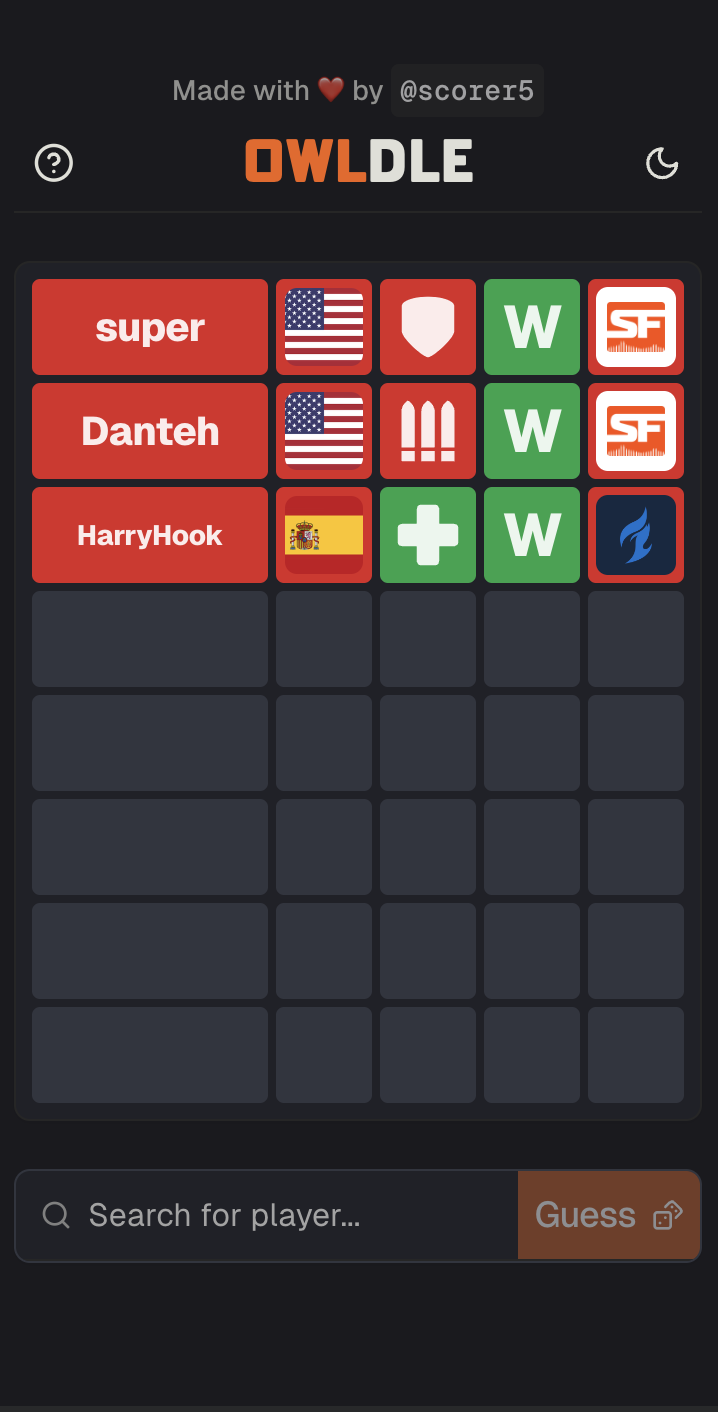 Made with ❤️ by @scorer5
OWLDLE
super W SF
Danteh W SF
HarryHook W
Search for player...
Guess